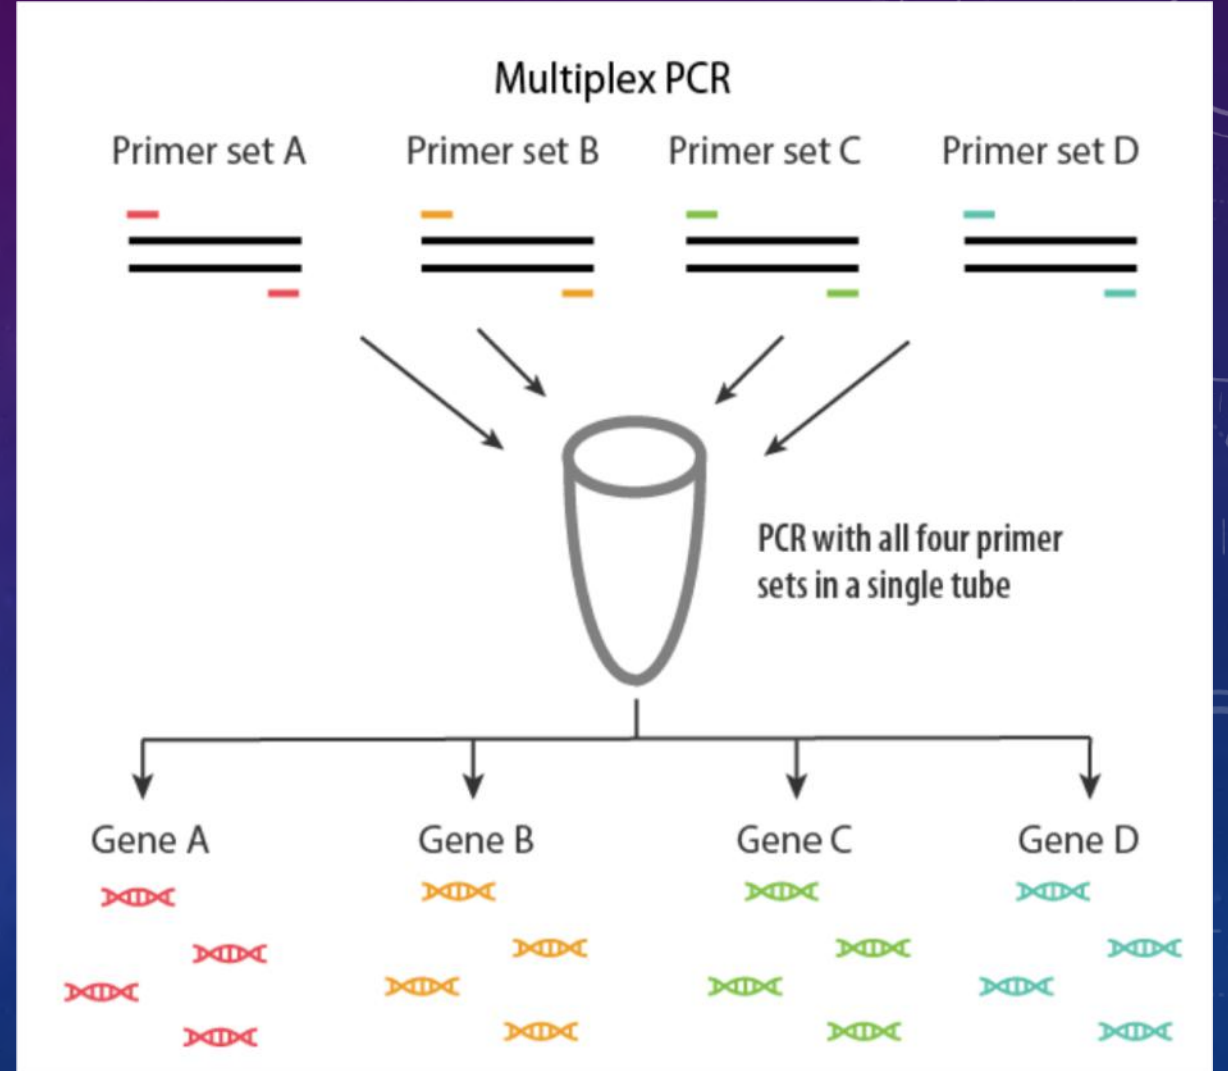 Multiplex PCR
Primer set A
Primer set B
Primer set C
Primer set D
PCR with all four primer
sets in a single tube
Gene A
Gene B
Gene C
Gene D